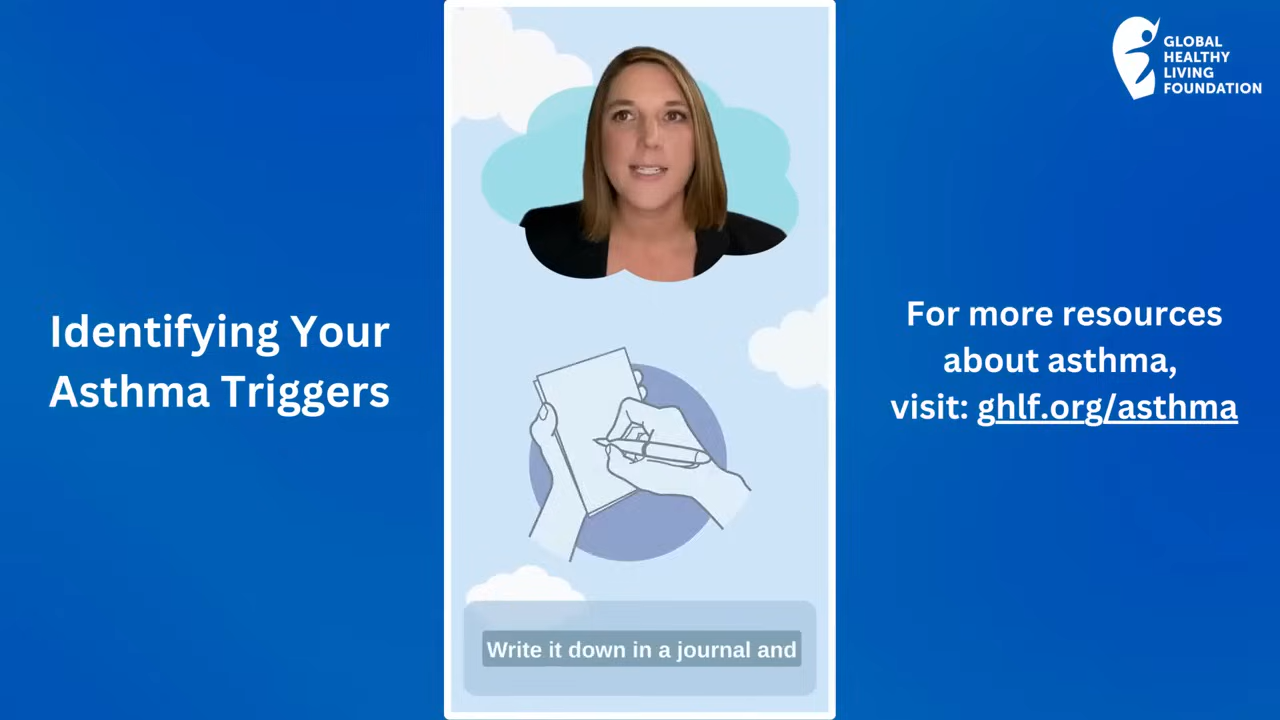 GLOBAL
HEALTHY
LIVING
FOUNDATION
Identifying Your
Asthma Triggers
For more resources
about asthma,
visit: ghlf.org/asthma
Write it down in a journal and